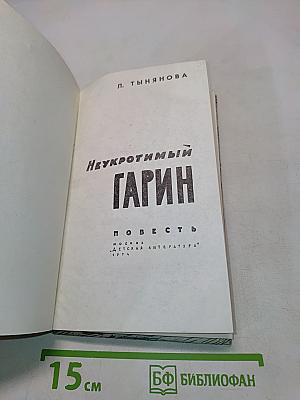 Л. ТЫНЯНОВА
НЕУКРОТИМЫЙ
ГАРИН
ПОВЕСТЬ
МОСКВА
„ДЕТСКАЯ ЛИТЕРАТУРА"
1974
15 см
БФ БИБЛИОФАН